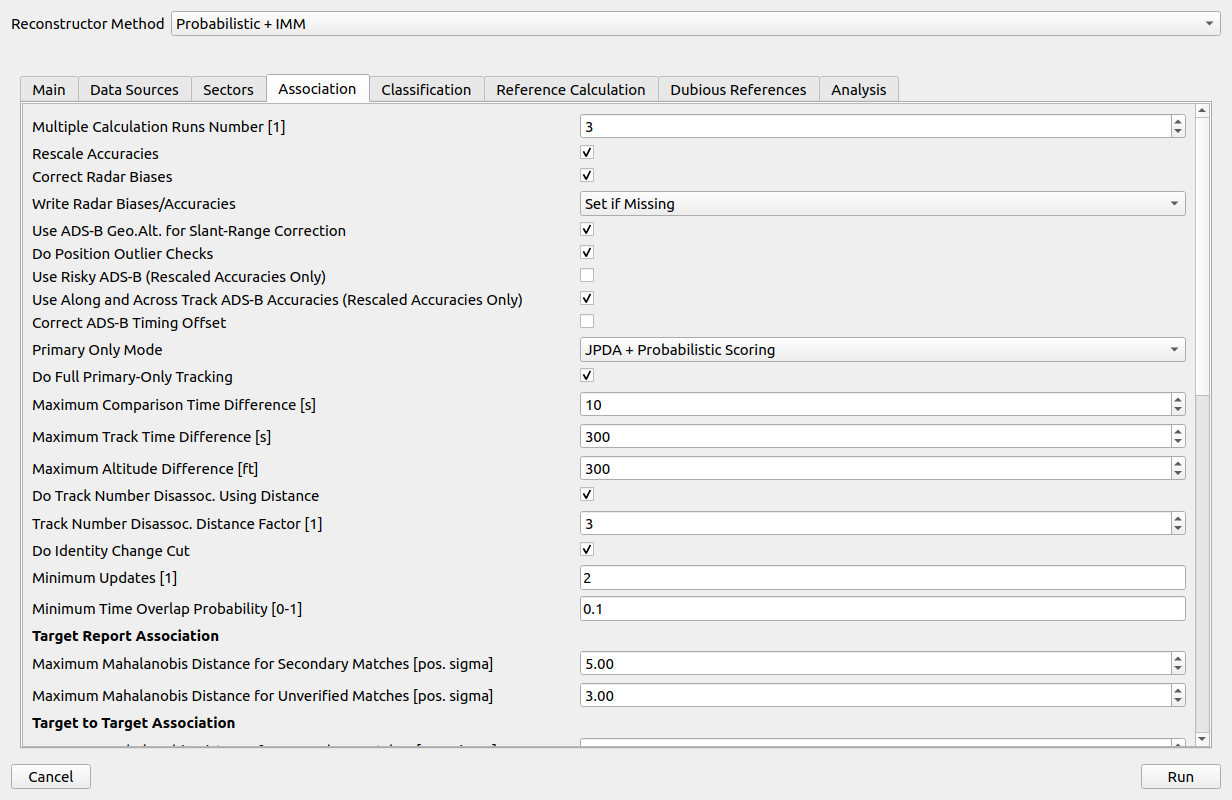 Reconstructor Method Probabilistic + IMM
Main Data Sources Sectors Association Classification Reference Calculation Dubious References Analysis
Multiple Calculation Runs Number [1] 3
Rescale Accuracies
Correct Radar Biases
Write Radar Biases/Accuracies Set if Missing
Use ADS-B Geo.Alt. for Slant-Range Correction
Do Position Outlier Checks
Use Risky ADS-B (Rescaled Accuracies Only)
Use Along and Across Track ADS-B Accuracies (Rescaled Accuracies Only)
Correct ADS-B Timing Offset
Primary Only Mode JPDA + Probabilistic Scoring
Do Full Primary-Only Tracking
Maximum Comparison Time Difference [s] 10
Maximum Track Time Difference [s] 300
Maximum Altitude Difference [ft] 300
Do Track Number Disassoc. Using Distance
Track Number Disassoc. Distance Factor [1] 3
Do Identity Change Cut
Minimum Updates [1] 2
Minimum Time Overlap Probability [0-1] 0.1
Target Report Association
Maximum Mahalanobis Distance for Secondary Matches [pos. sigma] 5.00
Maximum Mahalanobis Distance for Unverified Matches [pos. sigma] 3.00
Target to Target Association
Cancel Run